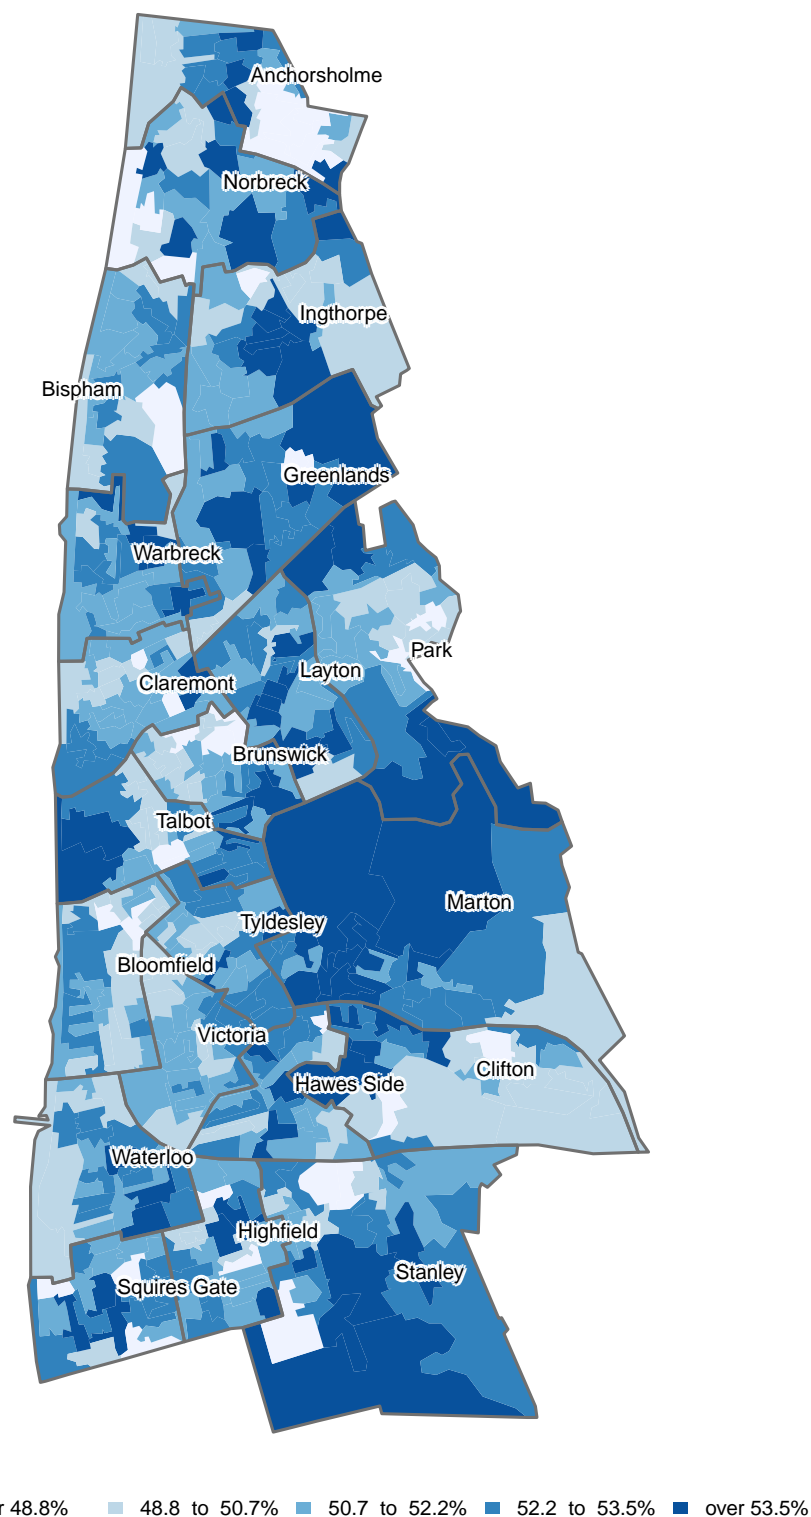 Anchorsholme
Norbreck
Ingthorpe
Bispham
Greenlands
Warbreck
Park
Layton
Claremont
Brunswick
Talbot
Marton
Tyldesley
Bloomfield
Victoria
Clifton
Hawes Side
Waterloo
Highfield
Stanley
Squires Gate
48.8% 48.8 to 50.7% 50.7 to 52.2% 52.2 to 53.5% over 53.5%